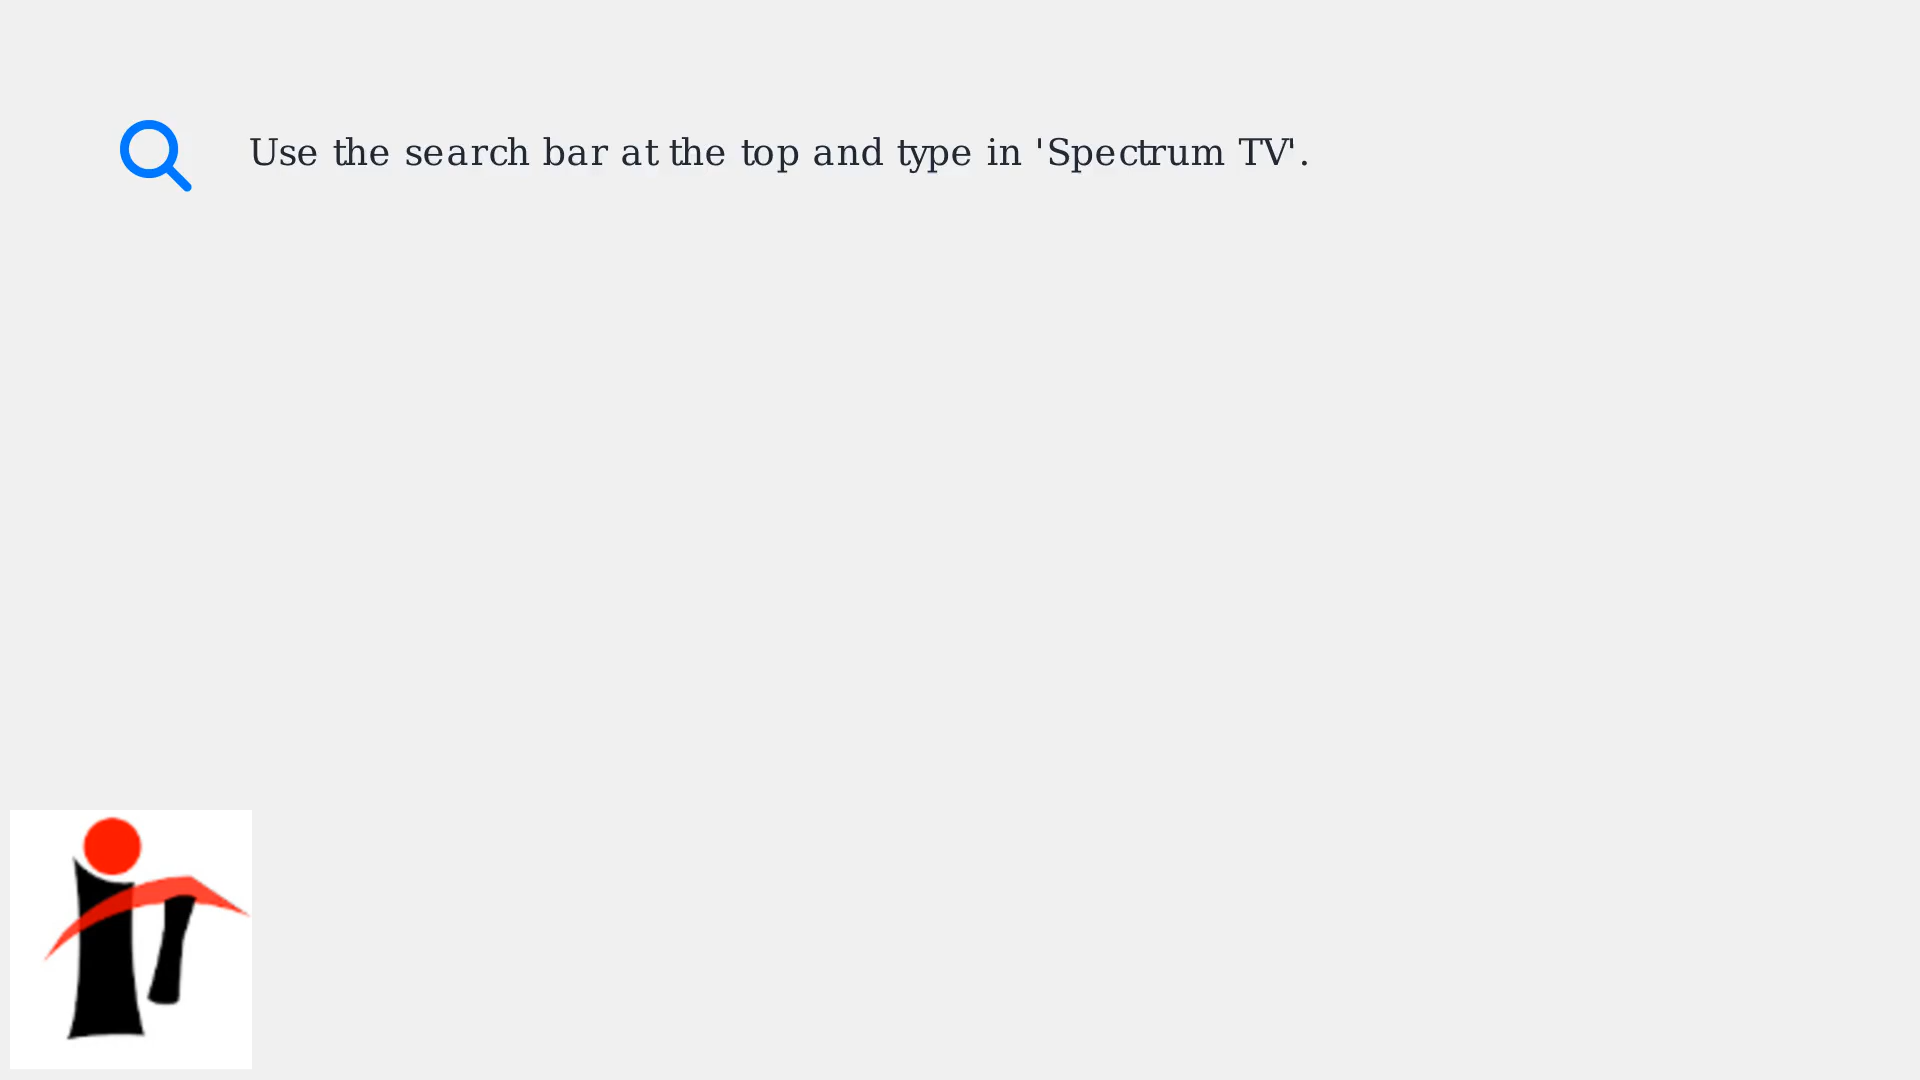 Use the search bar at the top and type in 'Spectrum TV'.